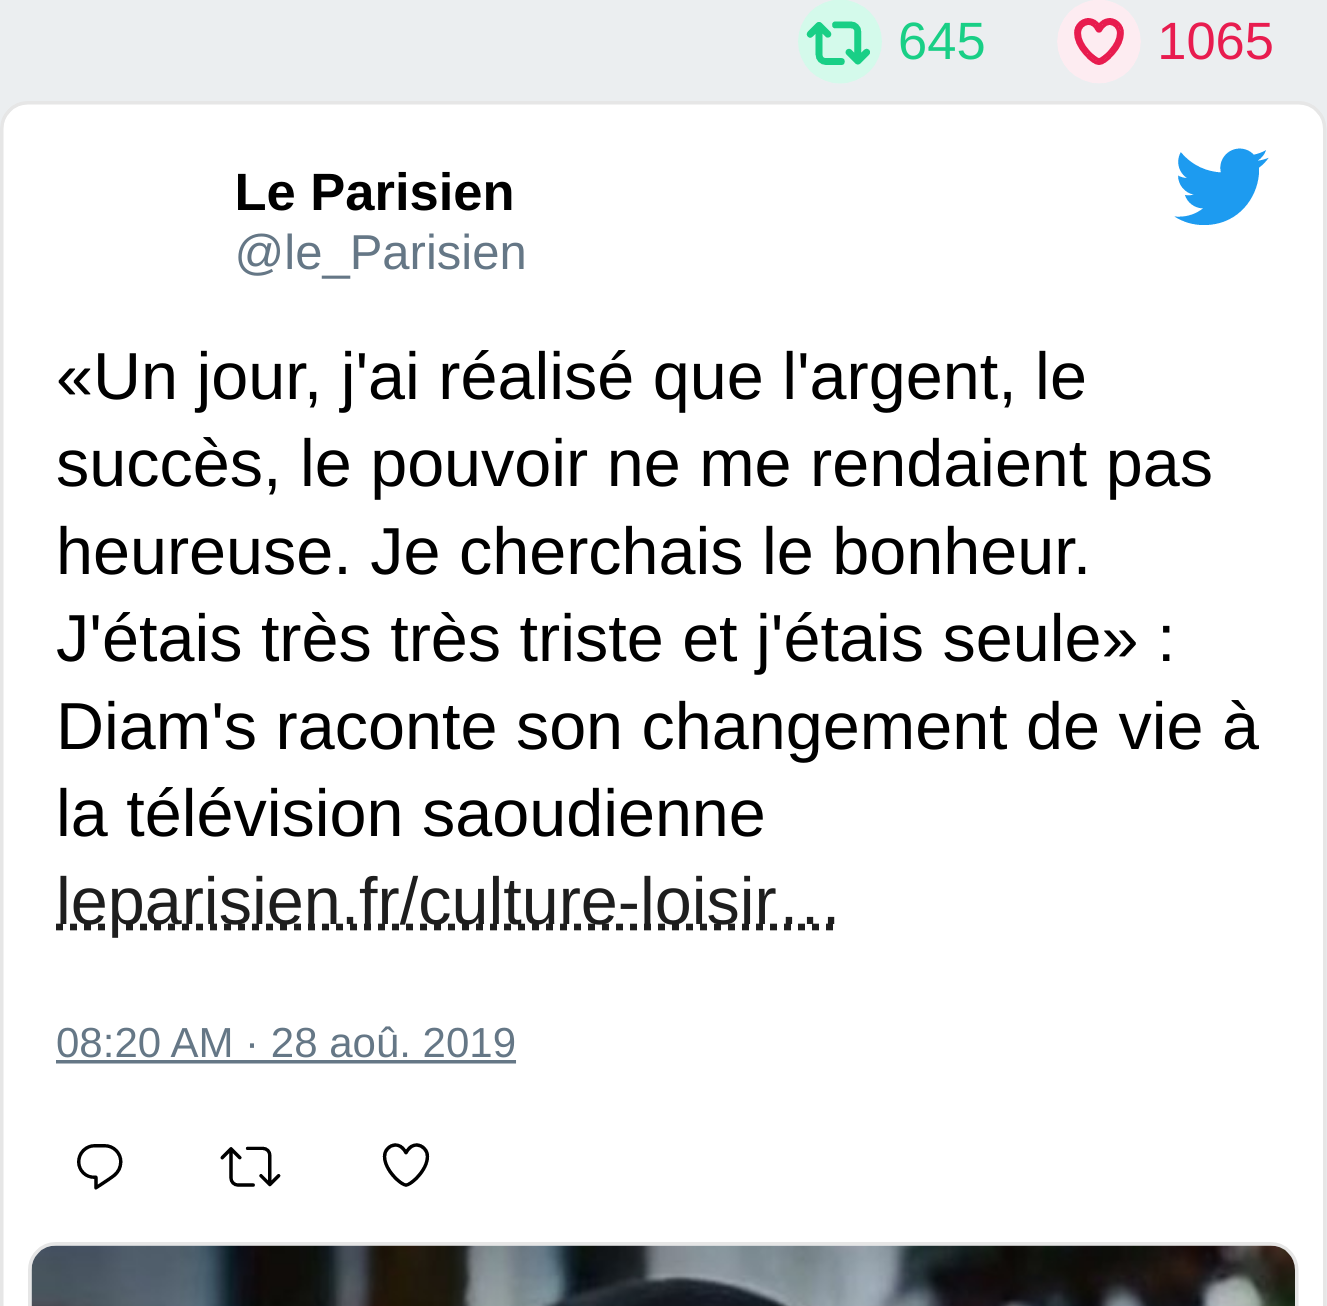 645 1065
Le Parisien
@le_Parisien
«Un jour, j'ai réalisé que l'argent, le
succès, le pouvoir ne me rendaient pas
heureuse. Je cherchais le bonheur.
J'étais très très triste et j'étais seule» :
Diam's raconte son changement de vie à
la télévision saoudienne
leparisien.fr/culture-loisir…
08:20 AM · 28 aoû. 2019